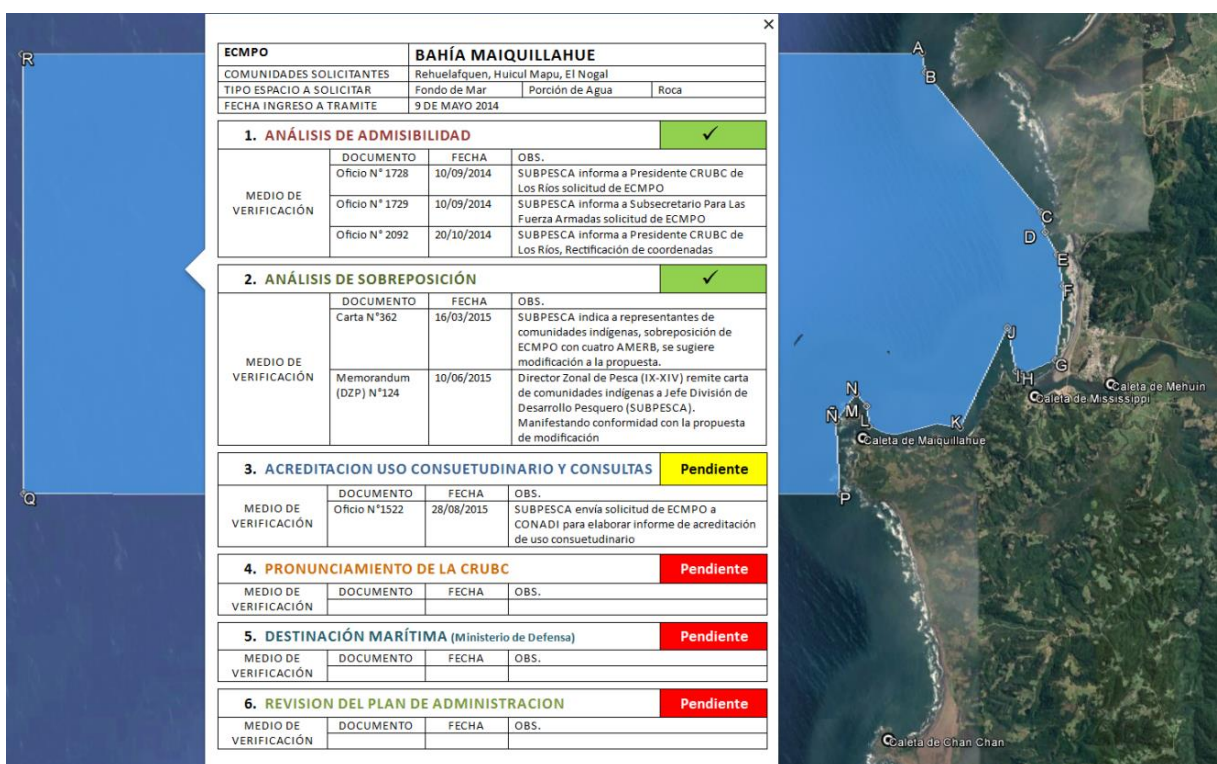 ×
ECMPO BAHÍA MAIQUILLAHUE
COMUNIDADES SOLICITANTES Rehuelafquen, Huicul Mapu, El Nogal
TIPO ESPACIO A SOLICITAR Fondo de Mar Porción de Agua Roca
FECHA INGRESO A TRAMITE 9 DE MAYO 2014
1. ANÁLISIS DE ADMISIBILIDAD ✓
MEDIO DE
VERIFICACIÓN
DOCUMENTO FECHA OBS.
Oficio N° 1728 10/09/2014 SUBPESCA informa a Presidente CRUBC de
Los Ríos solicitud de ECMPO
Oficio N° 1729 10/09/2014 SUBPESCA informa a Subsecretario Para Las
Fuerza Armadas solicitud de ECMPO
Oficio N° 2092 20/10/2014 SUBPESCA informa a Presidente CRUBC de
Los Ríos, Rectificación de coordenadas
2. ANÁLISIS DE SOBREPOSICIÓN ✓
MEDIO DE
VERIFICACIÓN
DOCUMENTO FECHA OBS.
Carta N°362 16/03/2015 SUBPESCA indica a represen­tantes de
comunidades indígenas, sobreposición de
ECMPO con cuatro AMERB, se sugiere
modificación a la propuesta.
Memorandum 10/06/2015 Director Zonal de Pesca (IX-XIV) remite carta
(DZP) N°124 de comunidades indígenas a Jefe División de
Desarrollo Pesquero (SUBPESCA).
Manifestando conformidad con la propuesta
de modificación
3. ACREDITACION USO CONSUETUDINARIO Y CONSULTAS Pendiente
MEDIO DE
VERIFICACIÓN
DOCUMENTO FECHA OBS.
Oficio N°1522 28/08/2015 SUBPESCA envía solicitud de ECMPO a
CONADI para elaborar informe de acreditación
de uso consuetudinario
4. PRONUNCIAMIENTO DE LA CRUBC Pendiente
MEDIO DE
VERIFICACIÓN
DOCUMENTO FECHA OBS.
5. DESTINACIÓN MARÍTIMA (Ministerio de Defensa) Pendiente
MEDIO DE
VERIFICACIÓN
DOCUMENTO FECHA OBS.
6. REVISION DEL PLAN DE ADMINISTRACION Pendiente
MEDIO DE
VERIFICACIÓN
DOCUMENTO FECHA OBS.
R
Q
A
B
C
D
E
F
J
G
I H
Caleta de Mehuín
Caleta de Mississippi
N
Ñ M
L
K
Caleta de Maiquillahue
P
Caleta de Chan Chan